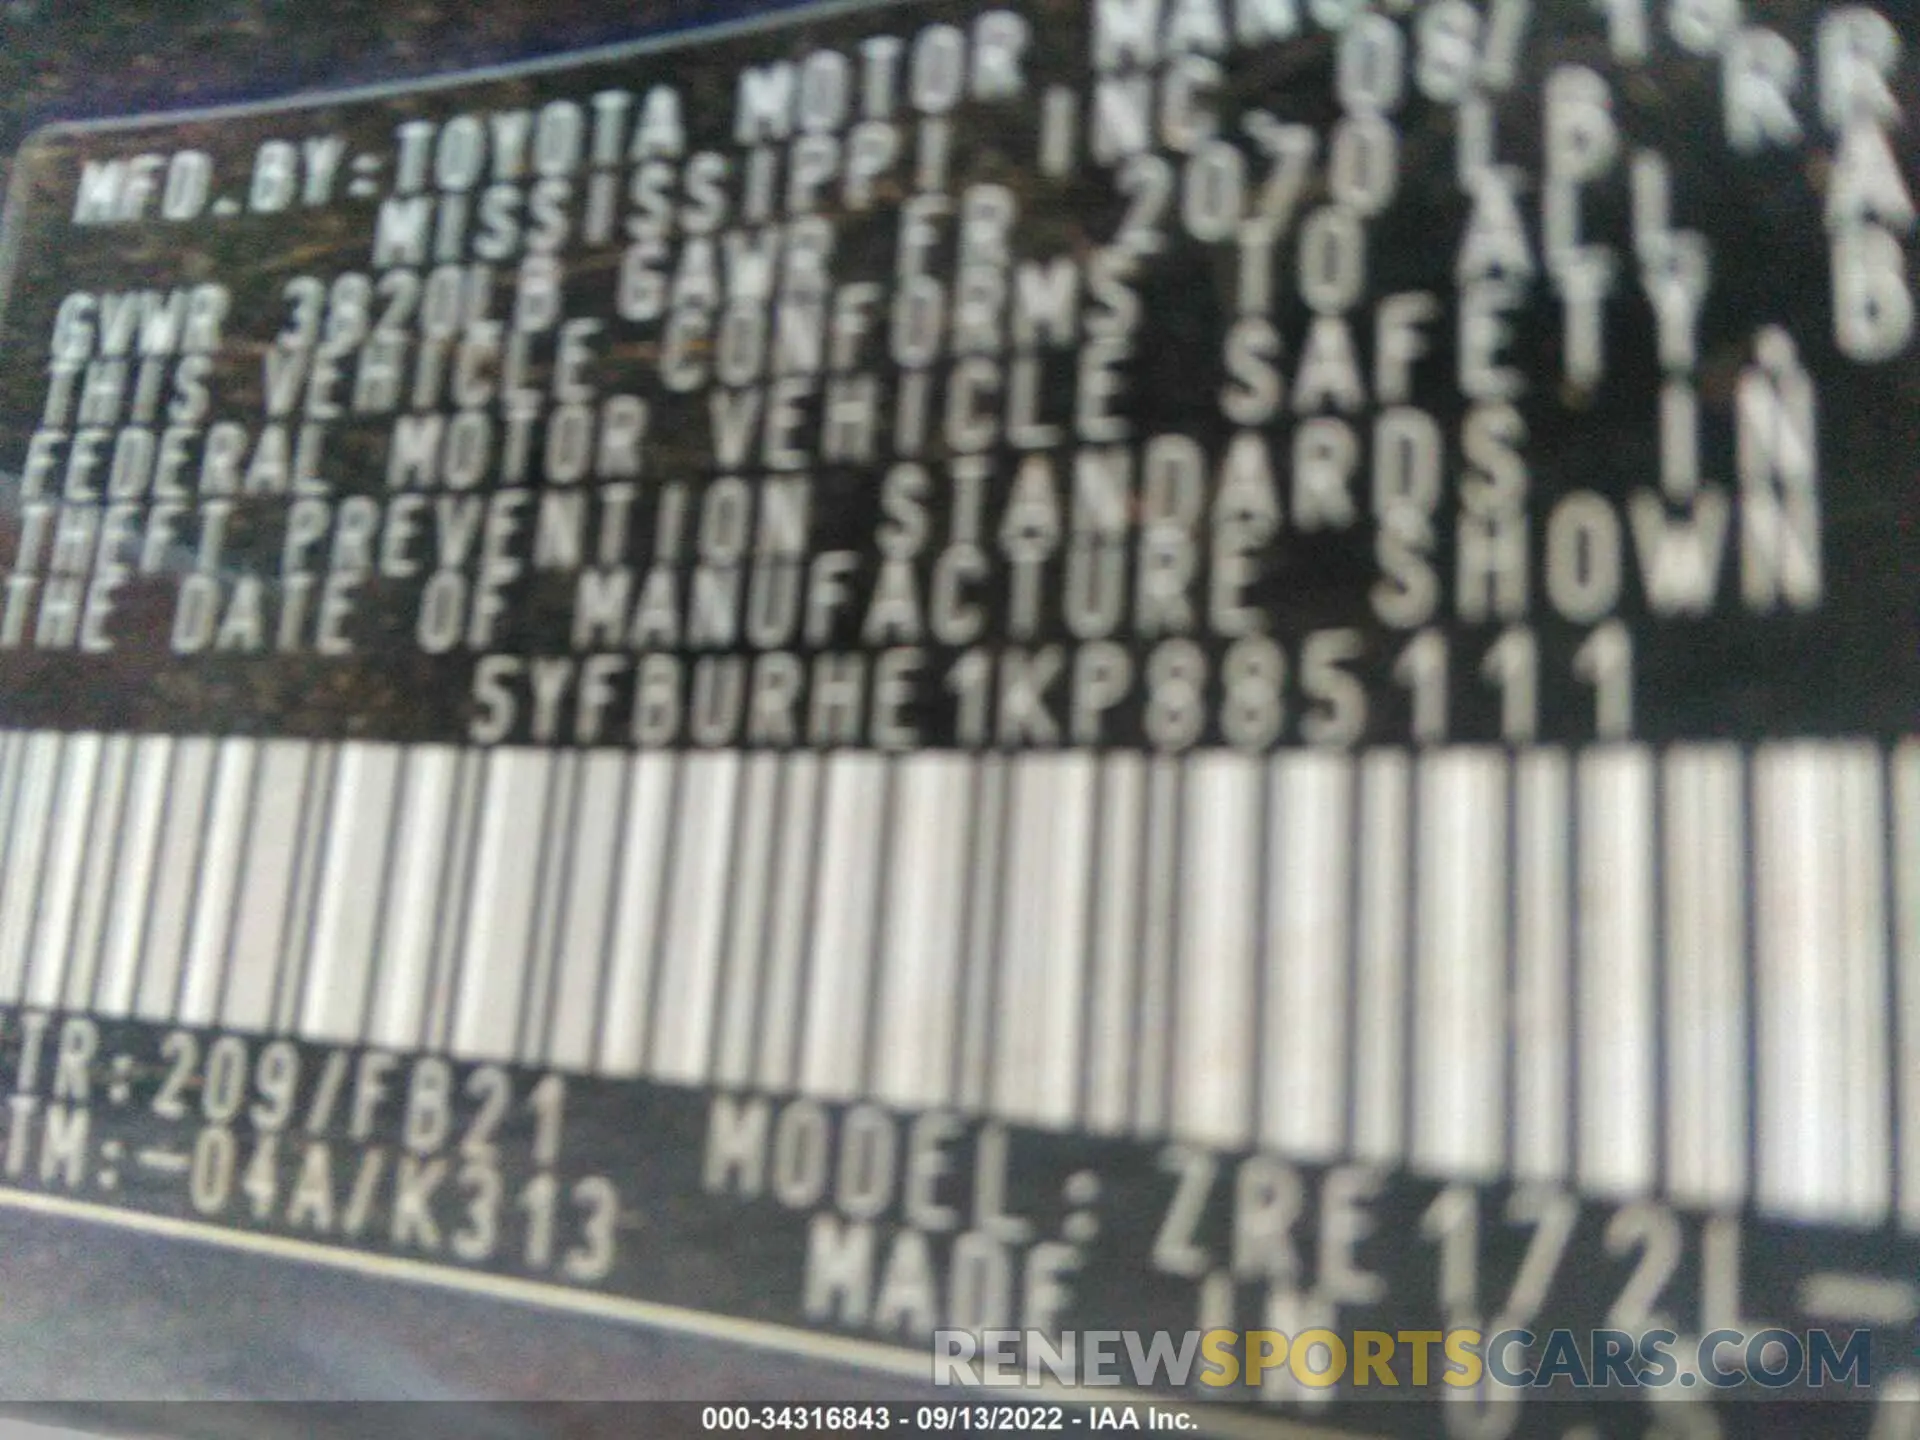 MFD.BY:TOYOTA MOTOR
MISSISSIPPI, INC. 08/
GVWR 3820LB GAWR FR 2070
THIS VEHICLE CONFORMS TO ALL
FEDERAL MOTOR VEHICLE SAFETY,
THEFT PREVENTION STANDARDS IN
THE DATE OF MANUFACTURE SHOWN
5YFBURHE1KP885111
TR:209/FB21
TM:-04A/K313
MODEL:ZRE172L-
MADE IN U.S.
RENEWSPORTSCARS.COM
000-34316843 - 09/13/2022 - IAA Inc.